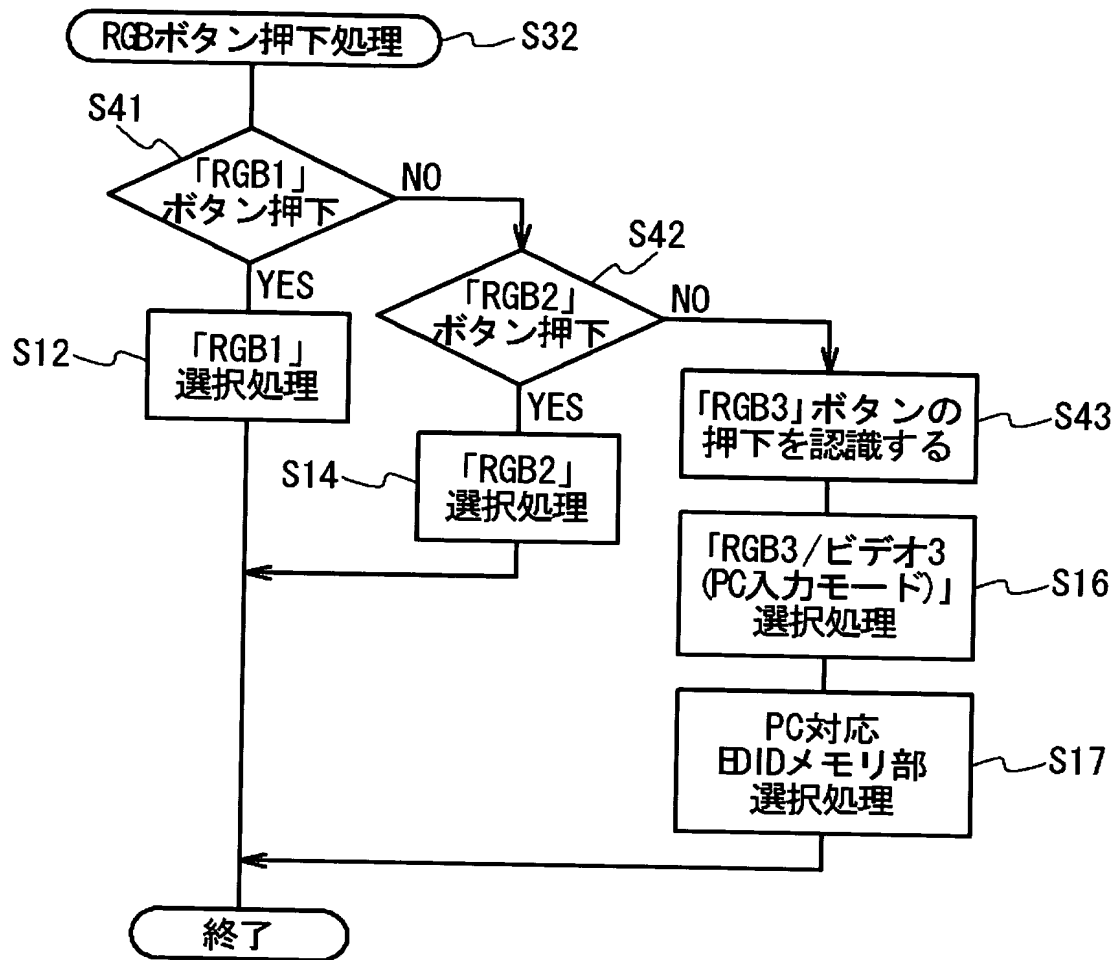 RGBボタン押下処理
S32
S41
「RGB1」
ボタン押下
NO
YES
S42
「RGB2」
ボタン押下
NO
YES
S12
「RGB1」
選択処理
S14
「RGB2」
選択処理
「RGB3」ボタンの
押下を認識する
S43
「RGB3/ビデオ3
(PC入力モード)」
選択処理
S16
PC対応
EDIDメモリ部
選択処理
S17
終了